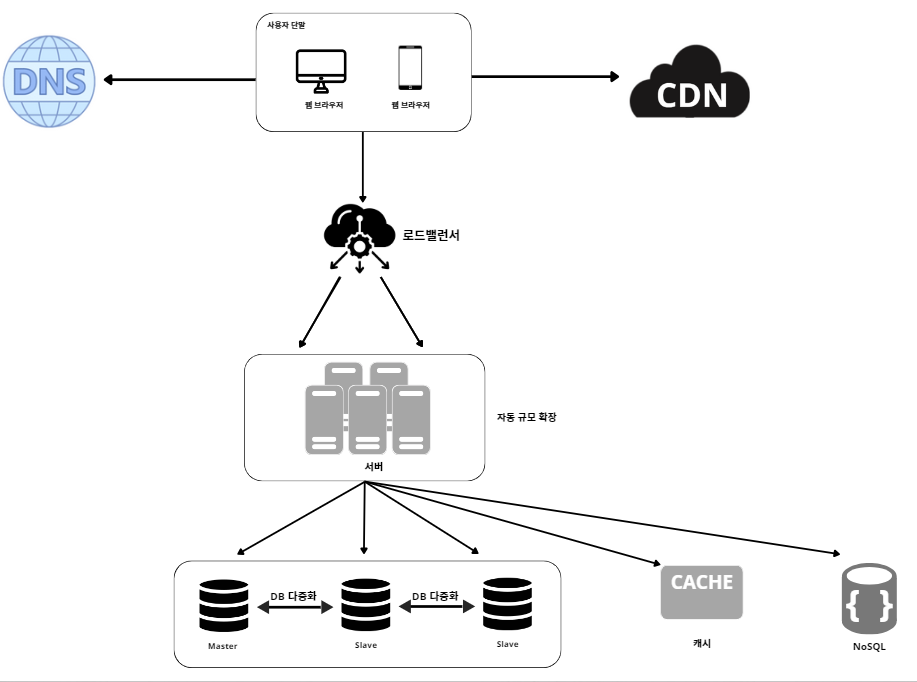 사용자 단말
DNS
웹 브라우저
웹 브라우저
CDN
로드밸런서
자동 규모 확장
서버
DB 다중화
DB 다중화
Master
Slave
Slave
CACHE
캐시
{ }
NoSQL